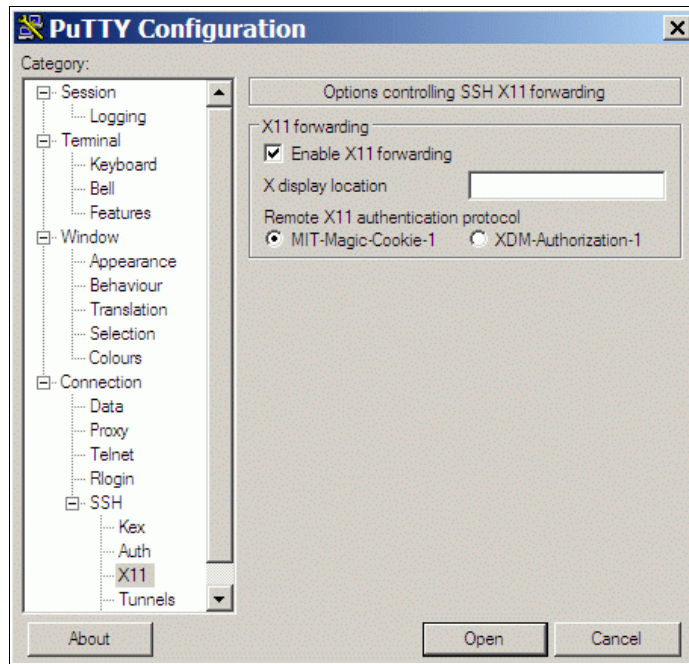 PuTTY Configuration
Category:
Session
Logging
Terminal
Keyboard
Bell
Features
Window
Appearance
Behaviour
Translation
Selection
Colours
Connection
Data
Proxy
Telnet
Rlogin
SSH
Kex
Auth
X11
Tunnels
Options controlling SSH X11 forwarding
X11 forwarding
Enable X11 forwarding
X display location
Remote X11 authentication protocol
MIT-Magic-Cookie-1 XDM-Authorization-1
About Open Cancel